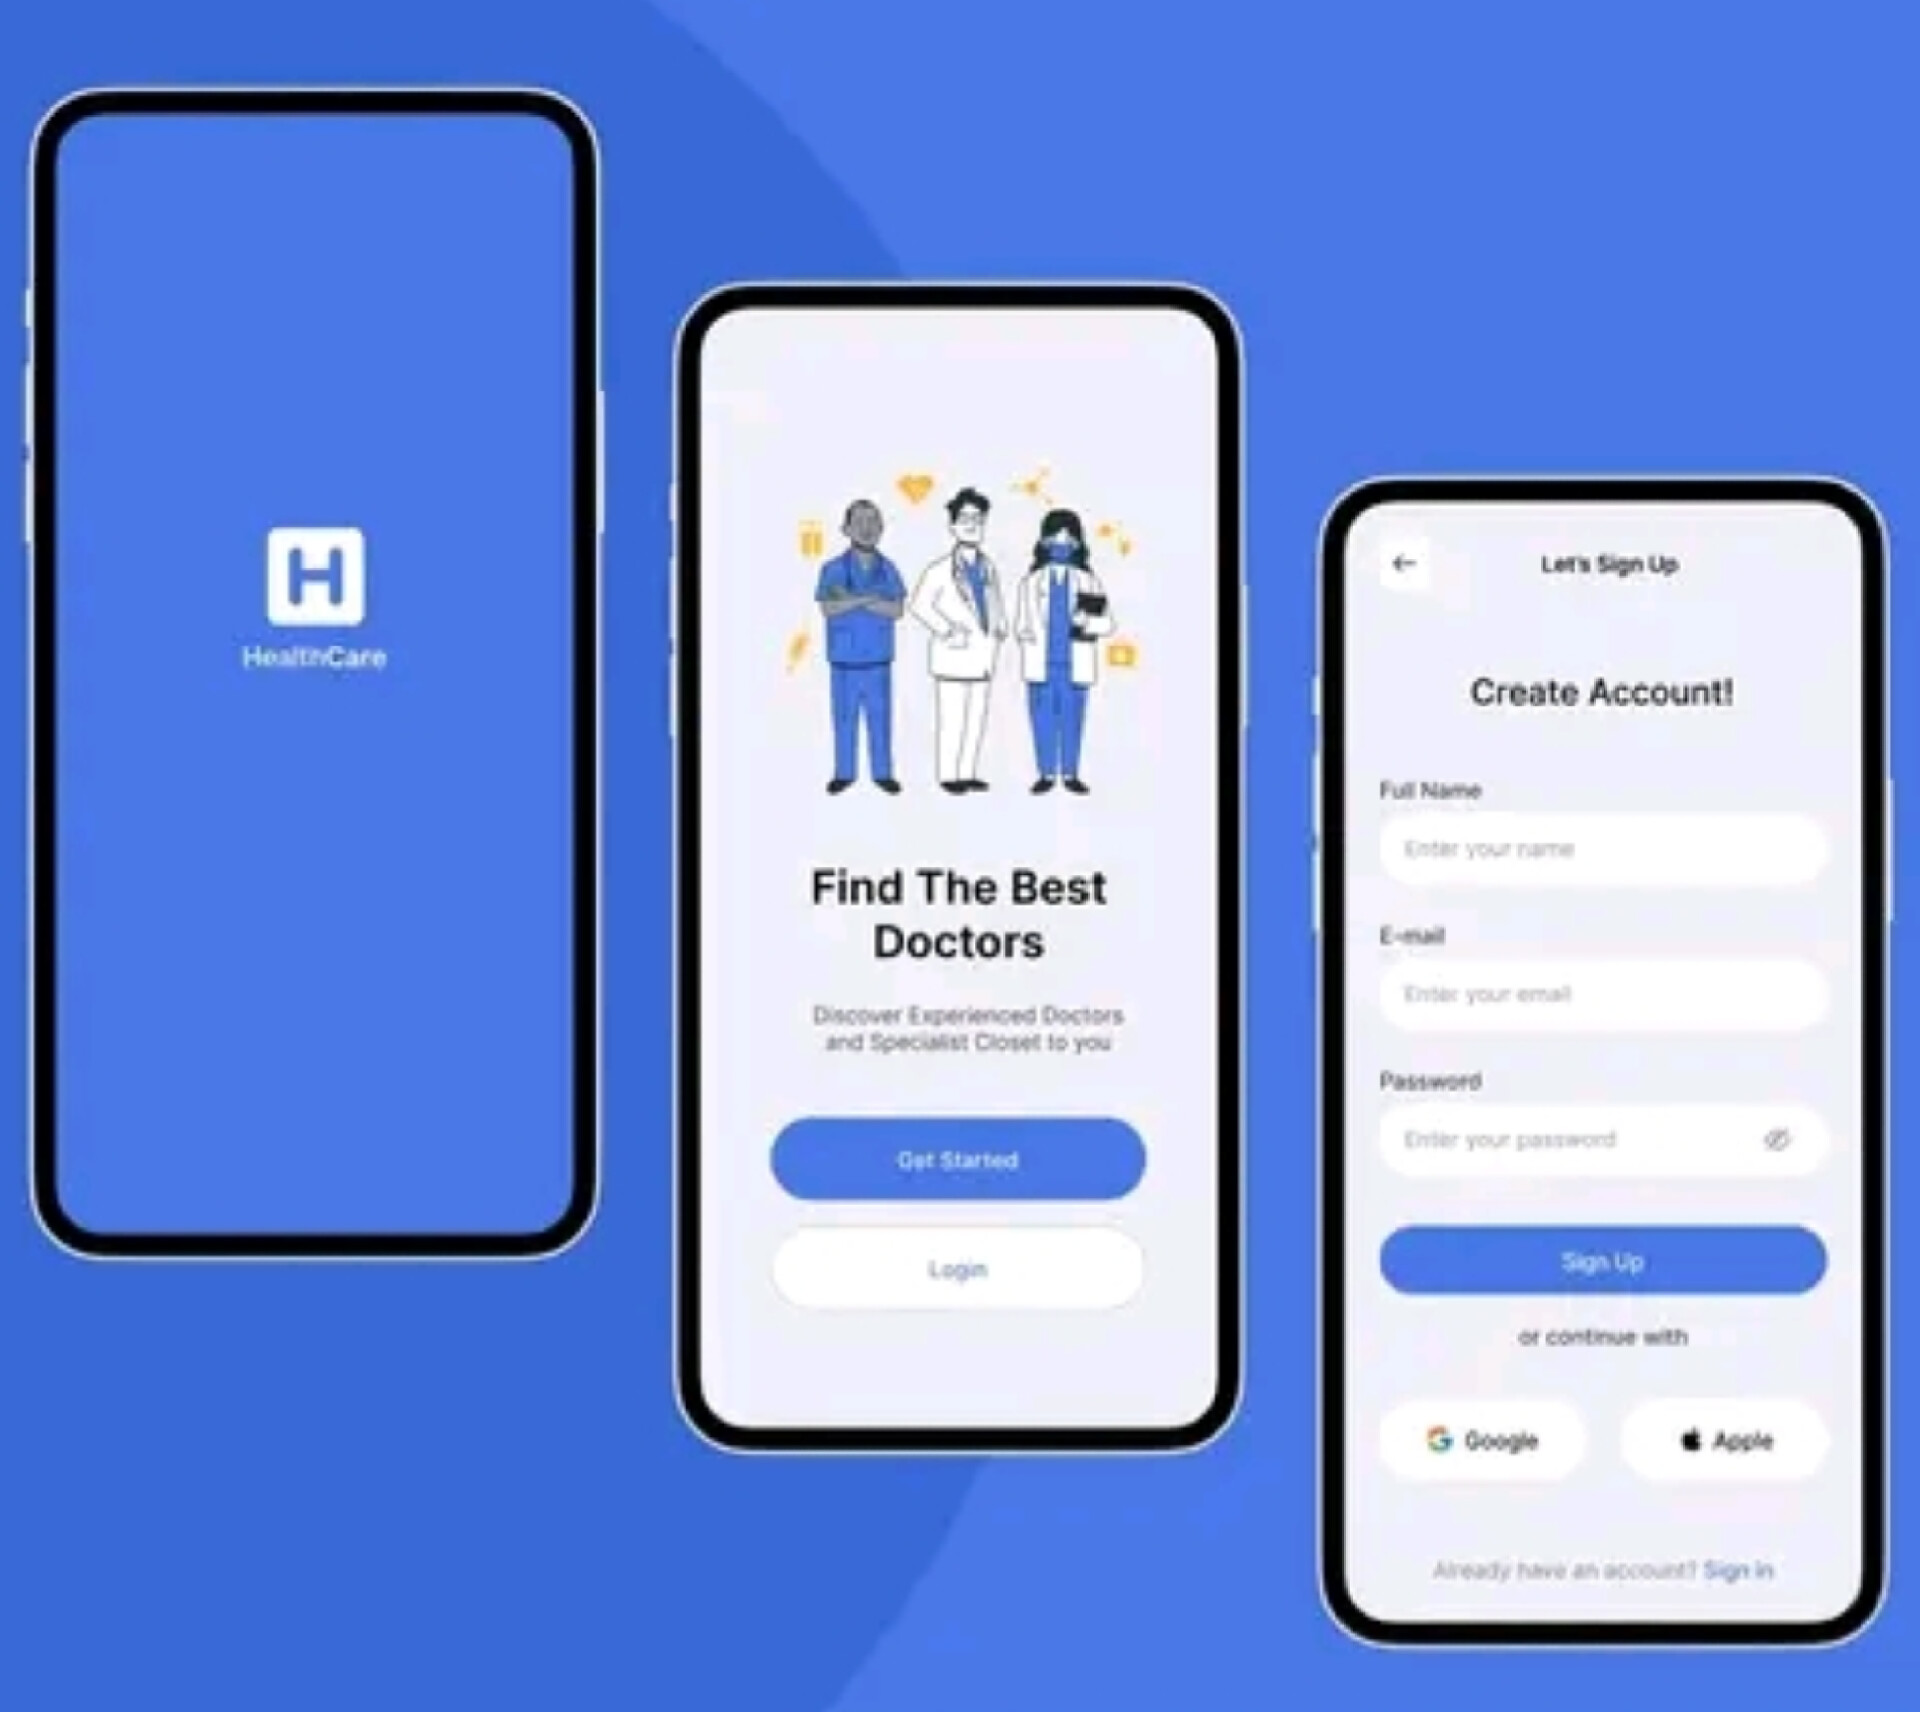 H
HealthCare
Find The Best
Doctors
Discover Experienced Doctors
and Specialist Closet to you
Get Started
Login
Let's Sign Up
Create Account!
Full Name
Enter your name
E-mail
Enter your email
Password
Enter your password
Sign Up
or continue with
Google
Apple
Already have an account? Sign in